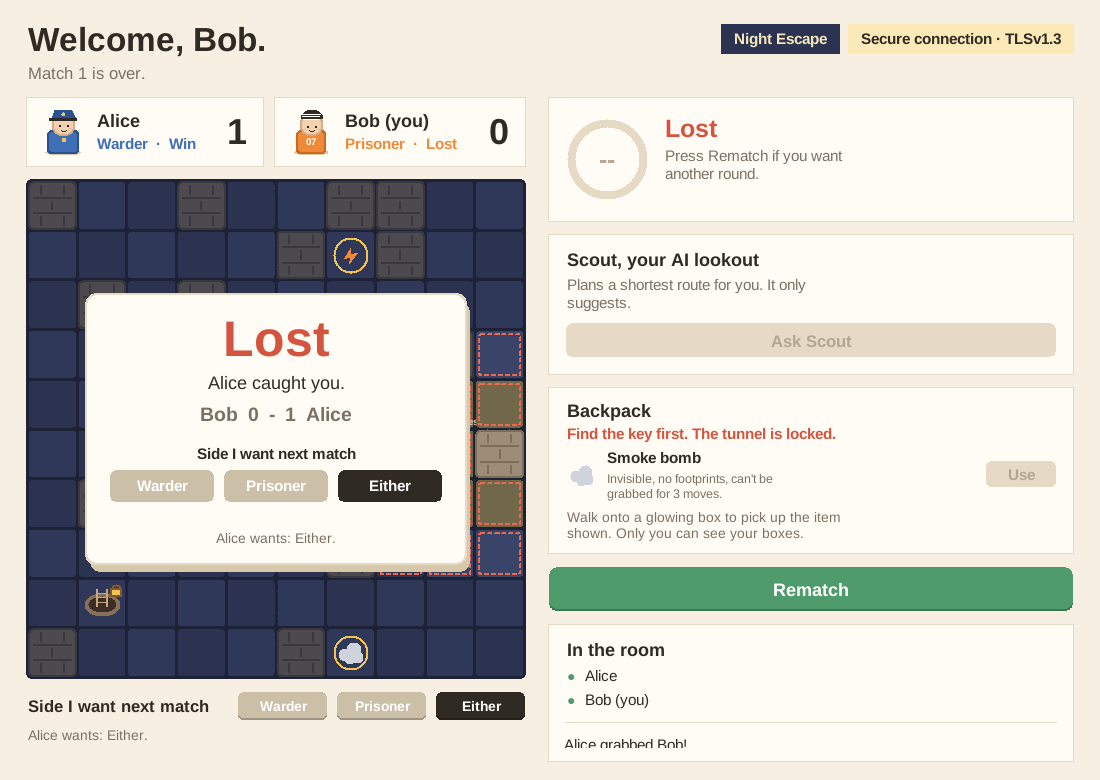 Welcome, Bob.
Match 1 is over.
Night Escape
Secure connection · TLSv1.3
Alice
Warder · Win
1
07
Bob (you)
Prisoner · Lost
0
--
Lost
Press Rematch if you want
another round.
Scout, your AI lookout
Plans a shortest route for you. It only
suggests.
Ask Scout
Lost
Alice caught you.
Bob 0 - 1 Alice
Side I want next match
Warder
Prisoner
Either
Alice wants: Either.
Backpack
Find the key first. The tunnel is locked.
Smoke bomb
Invisible, no footprints, can't be
grabbed for 3 moves.
Use
Walk onto a glowing box to pick up the item
shown. Only you can see your boxes.
Rematch
In the room
Alice
Bob (you)
Alice grabbed Bob!
Side I want next match
Warder
Prisoner
Either
Alice wants: Either.